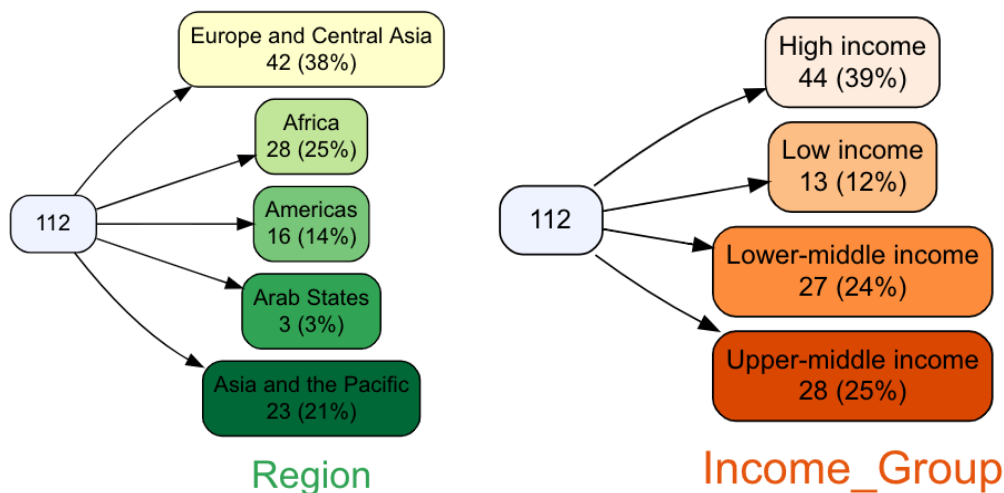 112
Europe and Central Asia
42 (38%)
Africa
28 (25%)
Americas
16 (14%)
Arab States
3 (3%)
Asia and the Pacific
23 (21%)
Region
112
High income
44 (39%)
Low income
13 (12%)
Lower-middle income
27 (24%)
Upper-middle income
28 (25%)
Income_Group